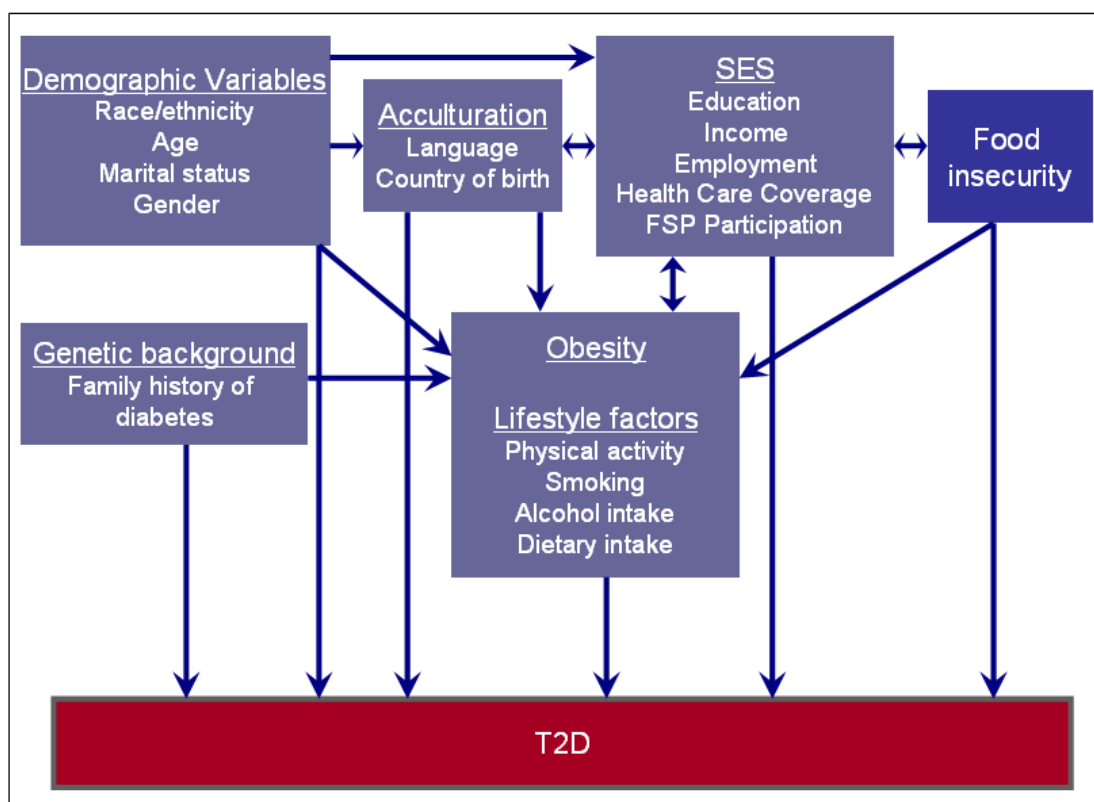 Demographic Variables
Race/ethnicity
Age
Marital status
Gender
Acculturation
Language
Country of birth
SES
Education
Income
Employment
Health Care Coverage
FSP Participation
Food
insecurity
Genetic background
Family history of
diabetes
Obesity
Lifestyle factors
Physical activity
Smoking
Alcohol intake
Dietary intake
T2D